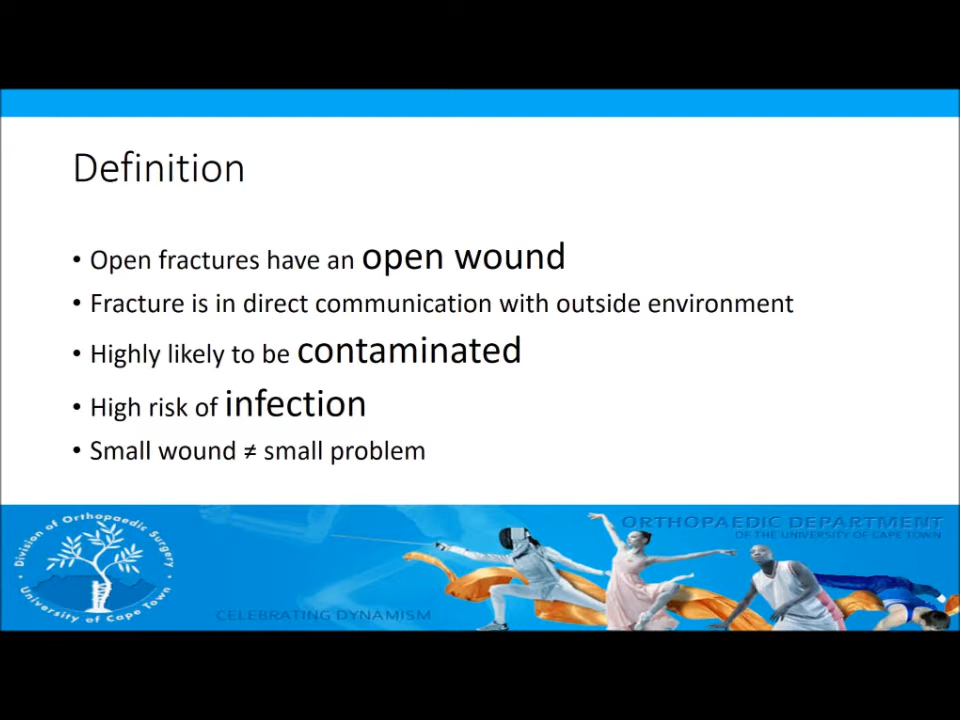 Definition
• Open fractures have an open wound
• Fracture is in direct communication with outside environment
• Highly likely to be contaminated
• High risk of infection
• Small wound ≠ small problem
Division of Orthopaedic Surgery
University of Cape Town
CELEBRATING DYNAMISM
ORTHOPAEDIC DEPARTMENT
OF THE UNIVERSITY OF CAPE TOWN